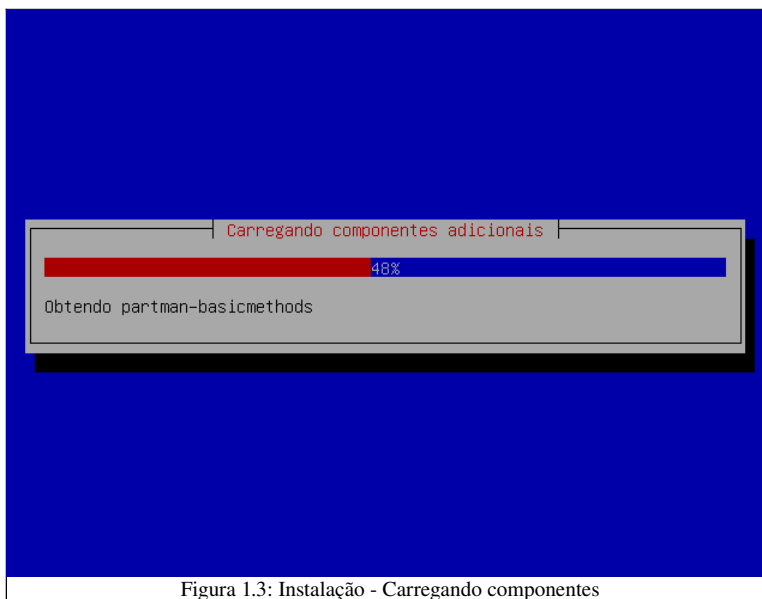 Carregando componentes adicionais
48%
Obtendo partman-basicmethods
Figura 1.3: Instalação - Carregando componentes